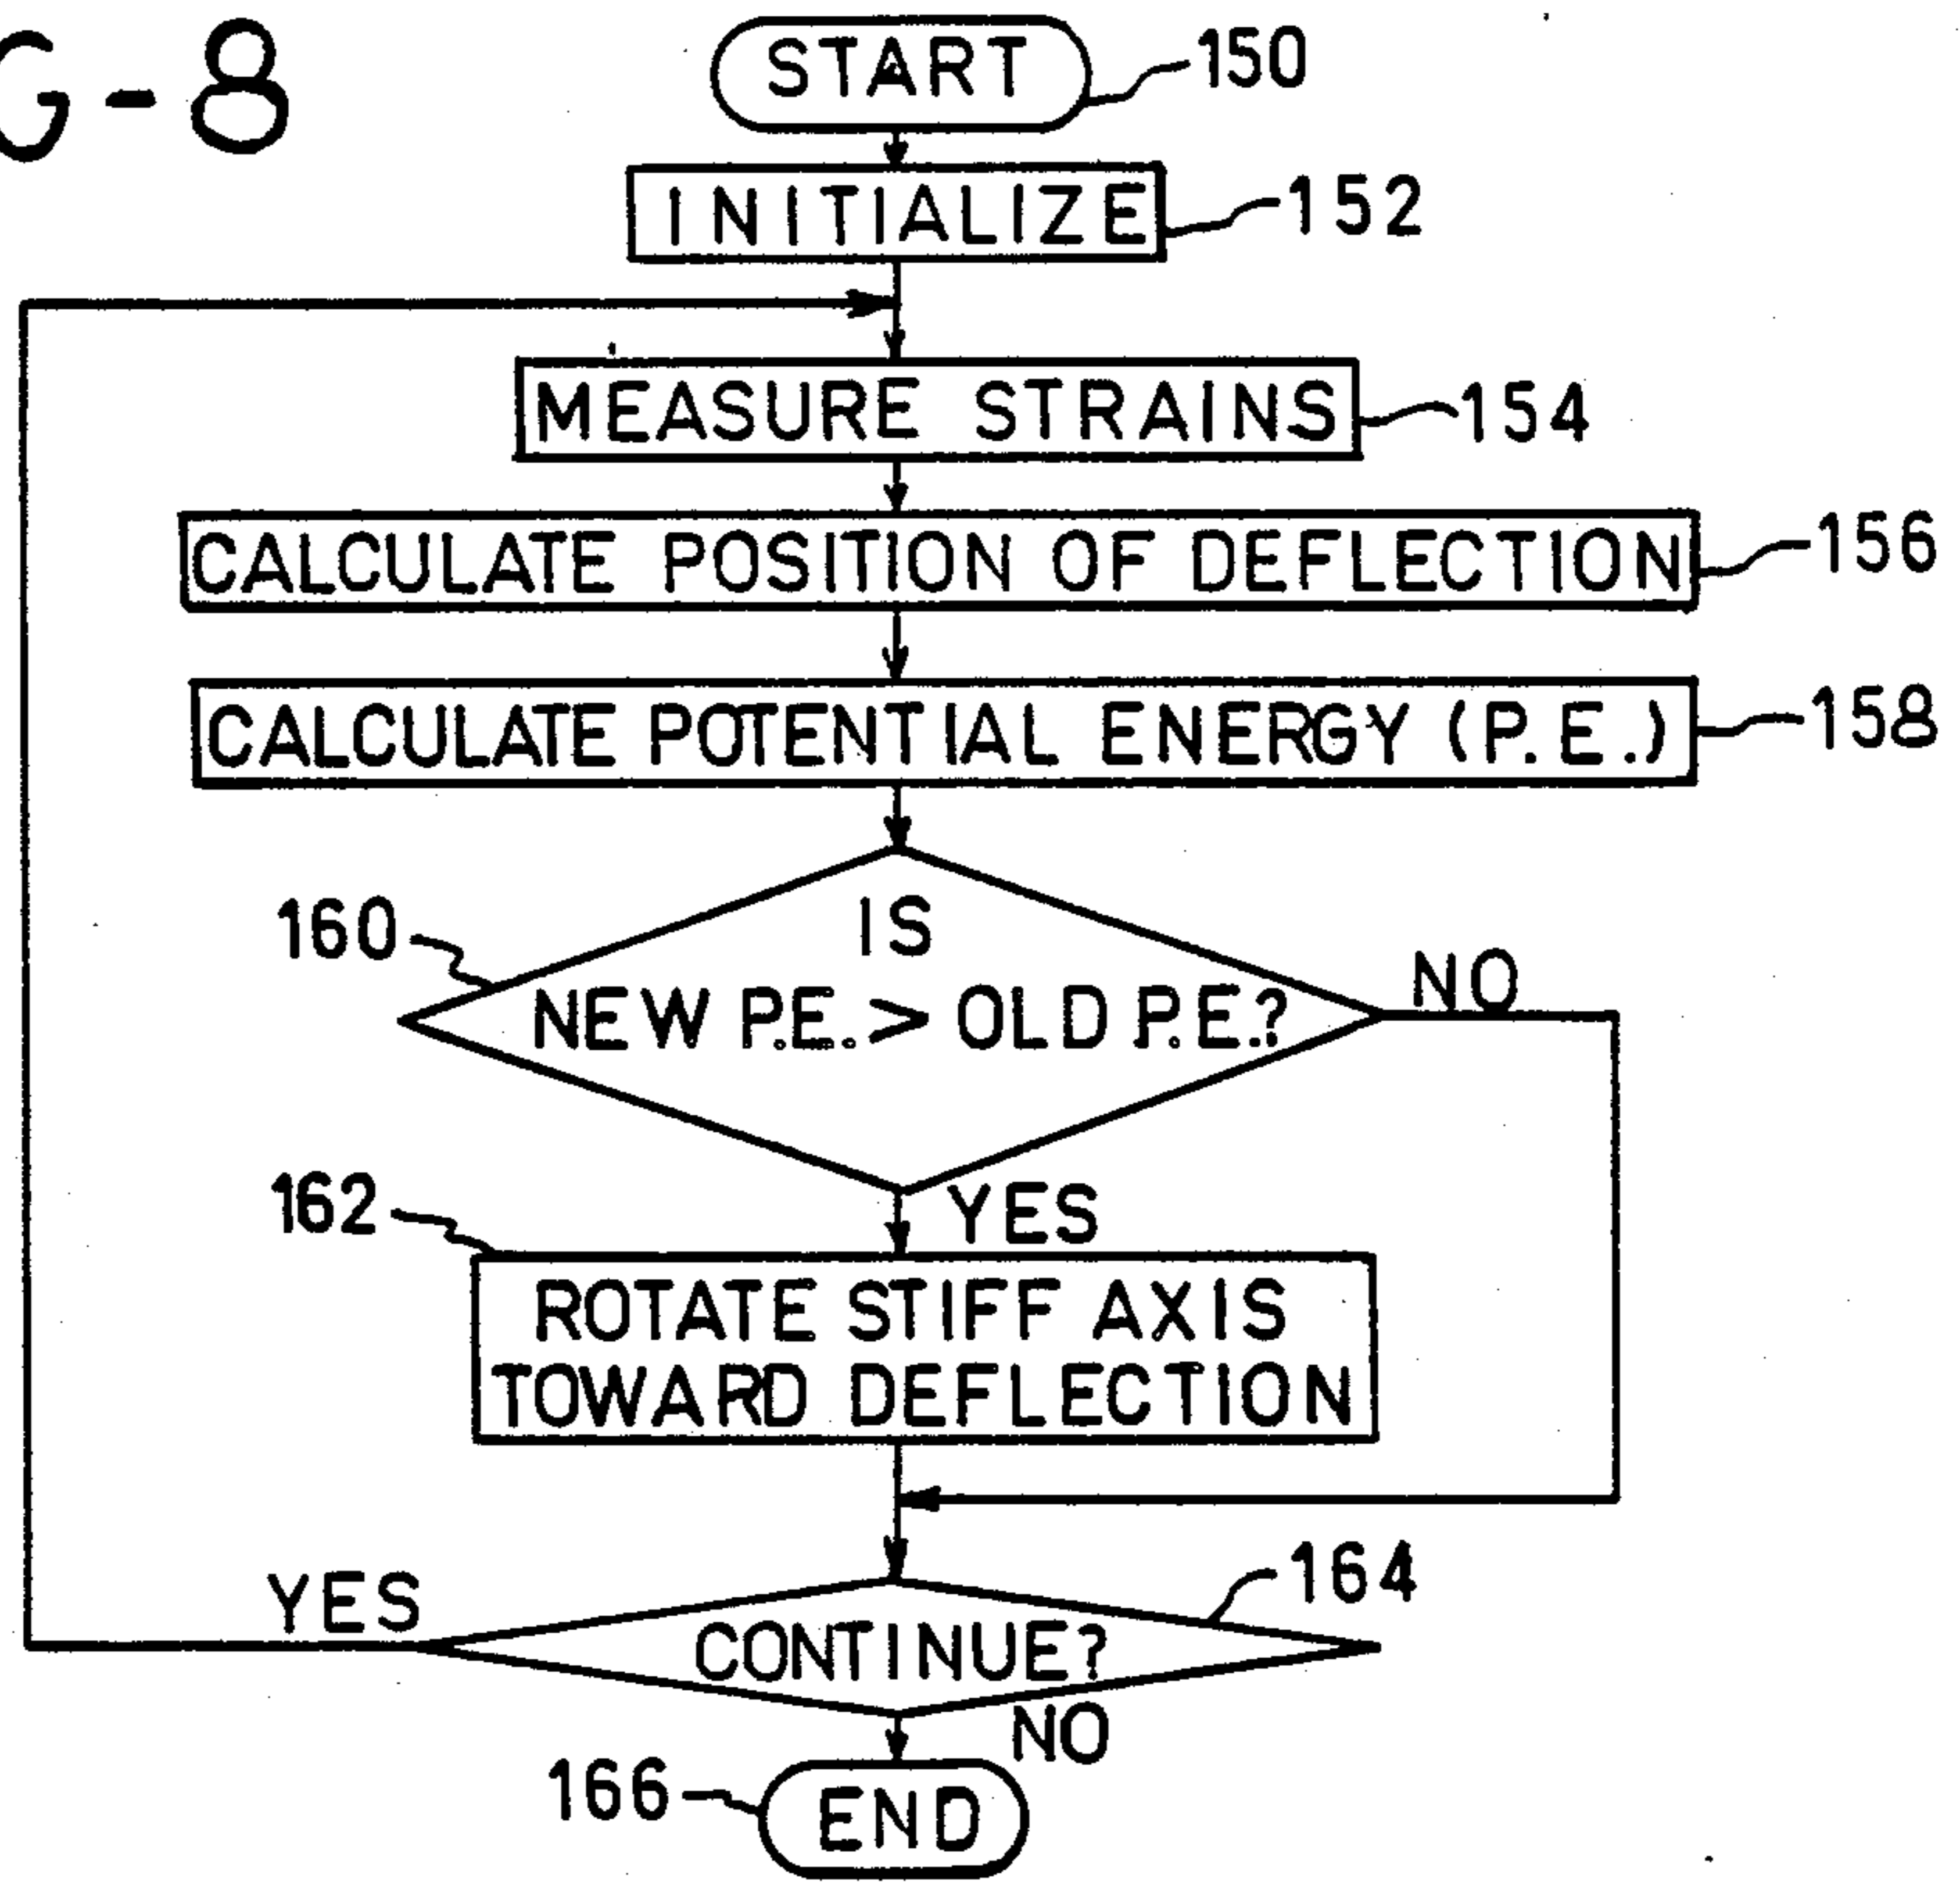 G-8
START
150
INITIALIZE
152
MEASURE STRAINS
154
CALCULATE POSITION OF DEFLECTION
156
CALCULATE POTENTIAL ENERGY (P.E.)
158
160
IS
NEW P.E. > OLD P.E.?
NO
YES
162
ROTATE STIFF AXIS
TOWARD DEFLECTION
164
YES
CONTINUE?
NO
166
END